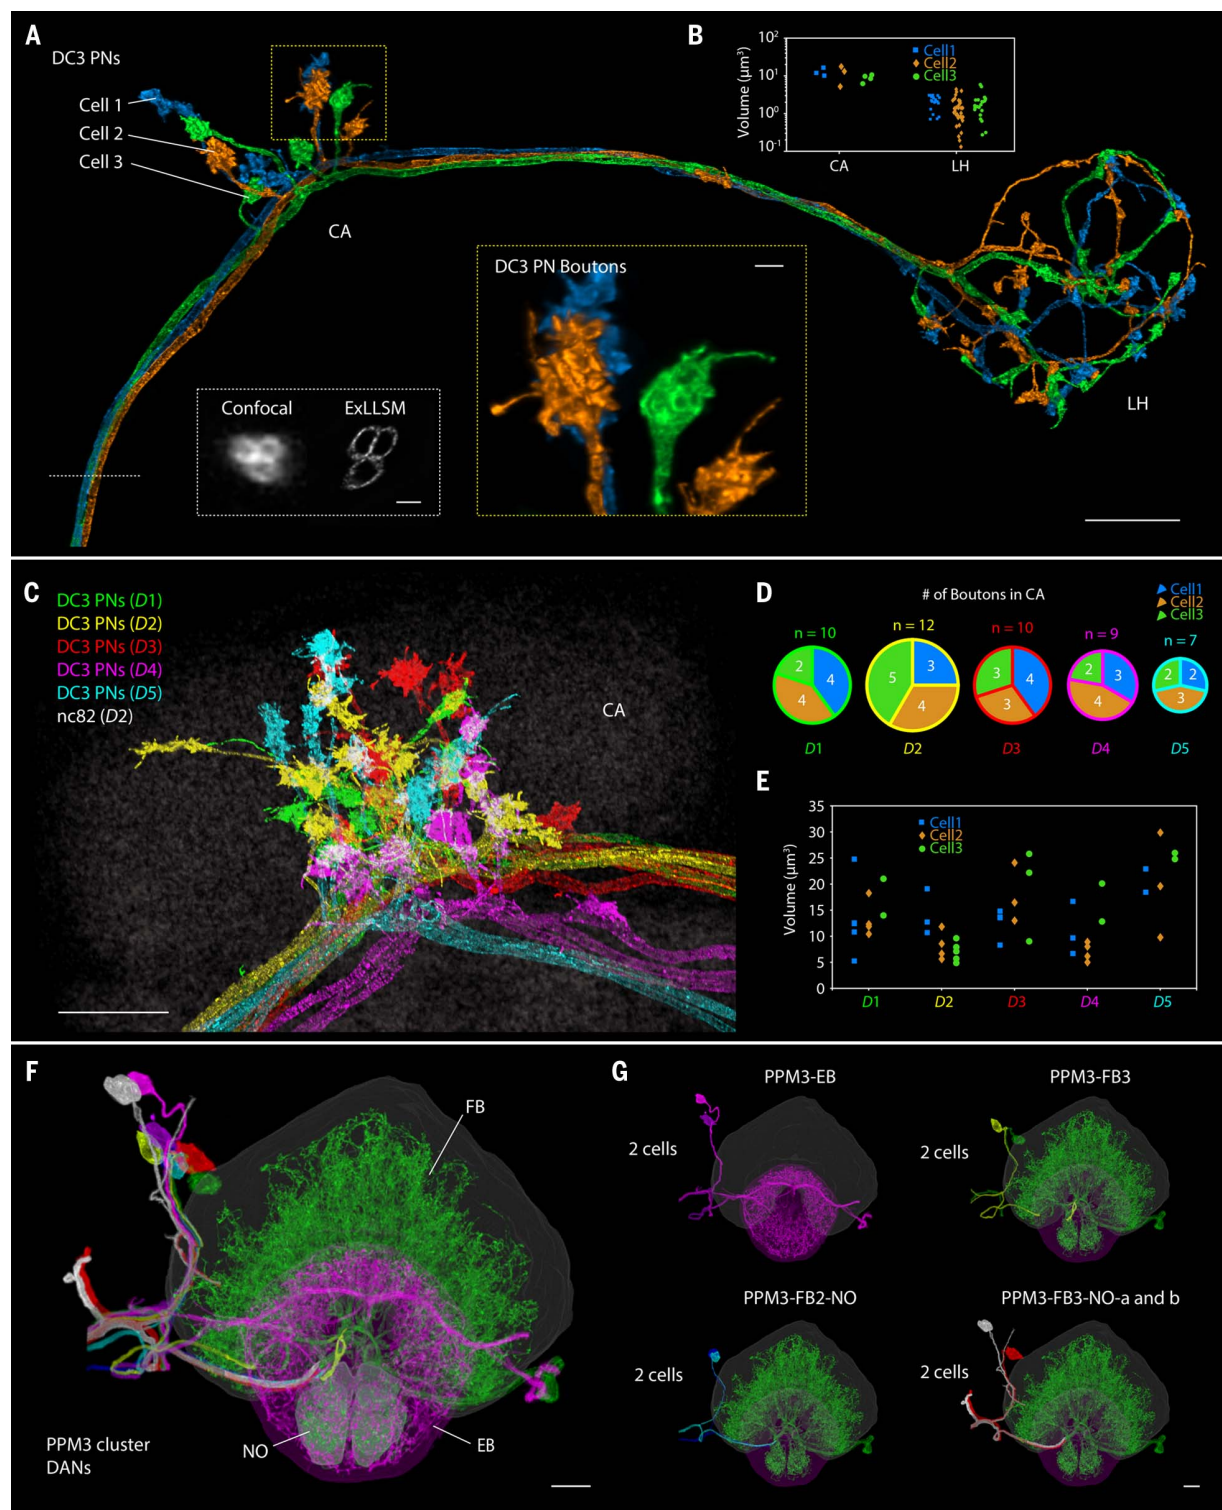 A
DC3 PNs
Cell 1
Cell 2
Cell 3
CA
LH
Confocal
ExLLSM
DC3 PN Boutons
B
Volume (µm³)
10²
10¹
10⁰
10⁻¹
CA
LH
Cell1
Cell2
Cell3
C
DC3 PNs (D1)
DC3 PNs (D2)
DC3 PNs (D3)
DC3 PNs (D4)
DC3 PNs (D5)
nc82 (D2)
CA
D
# of Boutons in CA
Cell1
Cell2
Cell3
n = 10
n = 12
n = 10
n = 9
n = 7
2 4 4
5 3 4
3 4 3
2 3 4
2 2 3
D1
D2
D3
D4
D5
E
Volume (µm³)
35
30
25
20
15
10
5
0
Cell1
Cell2
Cell3
D1
D2
D3
D4
D5
F
FB
NO
EB
PPM3 cluster
DANs
G
PPM3-EB
2 cells
PPM3-FB3
2 cells
PPM3-FB2-NO
2 cells
PPM3-FB3-NO-a and b
2 cells